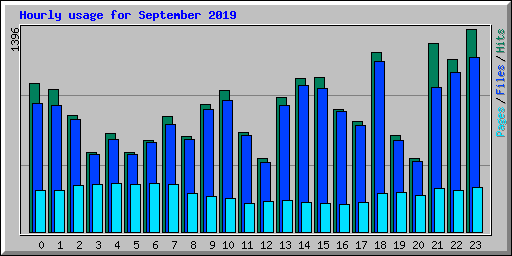 Hourly usage for September 2019
1396
Pages/Files/Hits
0 1 2 3 4 5 6 7 8 9 10 11 12 13 14 15 16 17 18 19 20 21 22 23